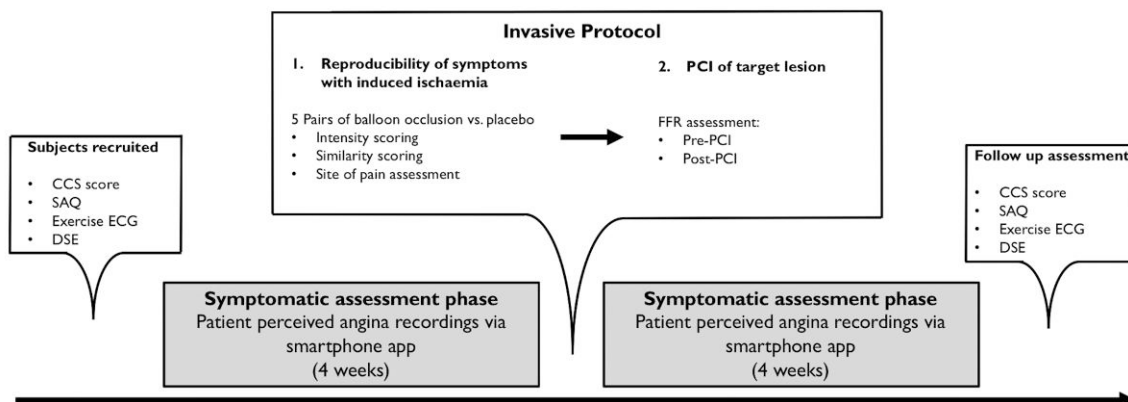 Invasive Protocol
1. Reproducibility of symptoms
with induced ischaemia
5 Pairs of balloon occlusion vs. placebo
• Intensity scoring
• Similarity scoring
• Site of pain assessment
2. PCI of target lesion
FFR assessment:
• Pre-PCI
• Post-PCI
Subjects recruited
• CCS score
• SAQ
• Exercise ECG
• DSE
Follow up assessment
• CCS score
• SAQ
• Exercise ECG
• DSE
Symptomatic assessment phase
Patient perceived angina recordings via
smartphone app
(4 weeks)
Symptomatic assessment phase
Patient perceived angina recordings via
smartphone app
(4 weeks)